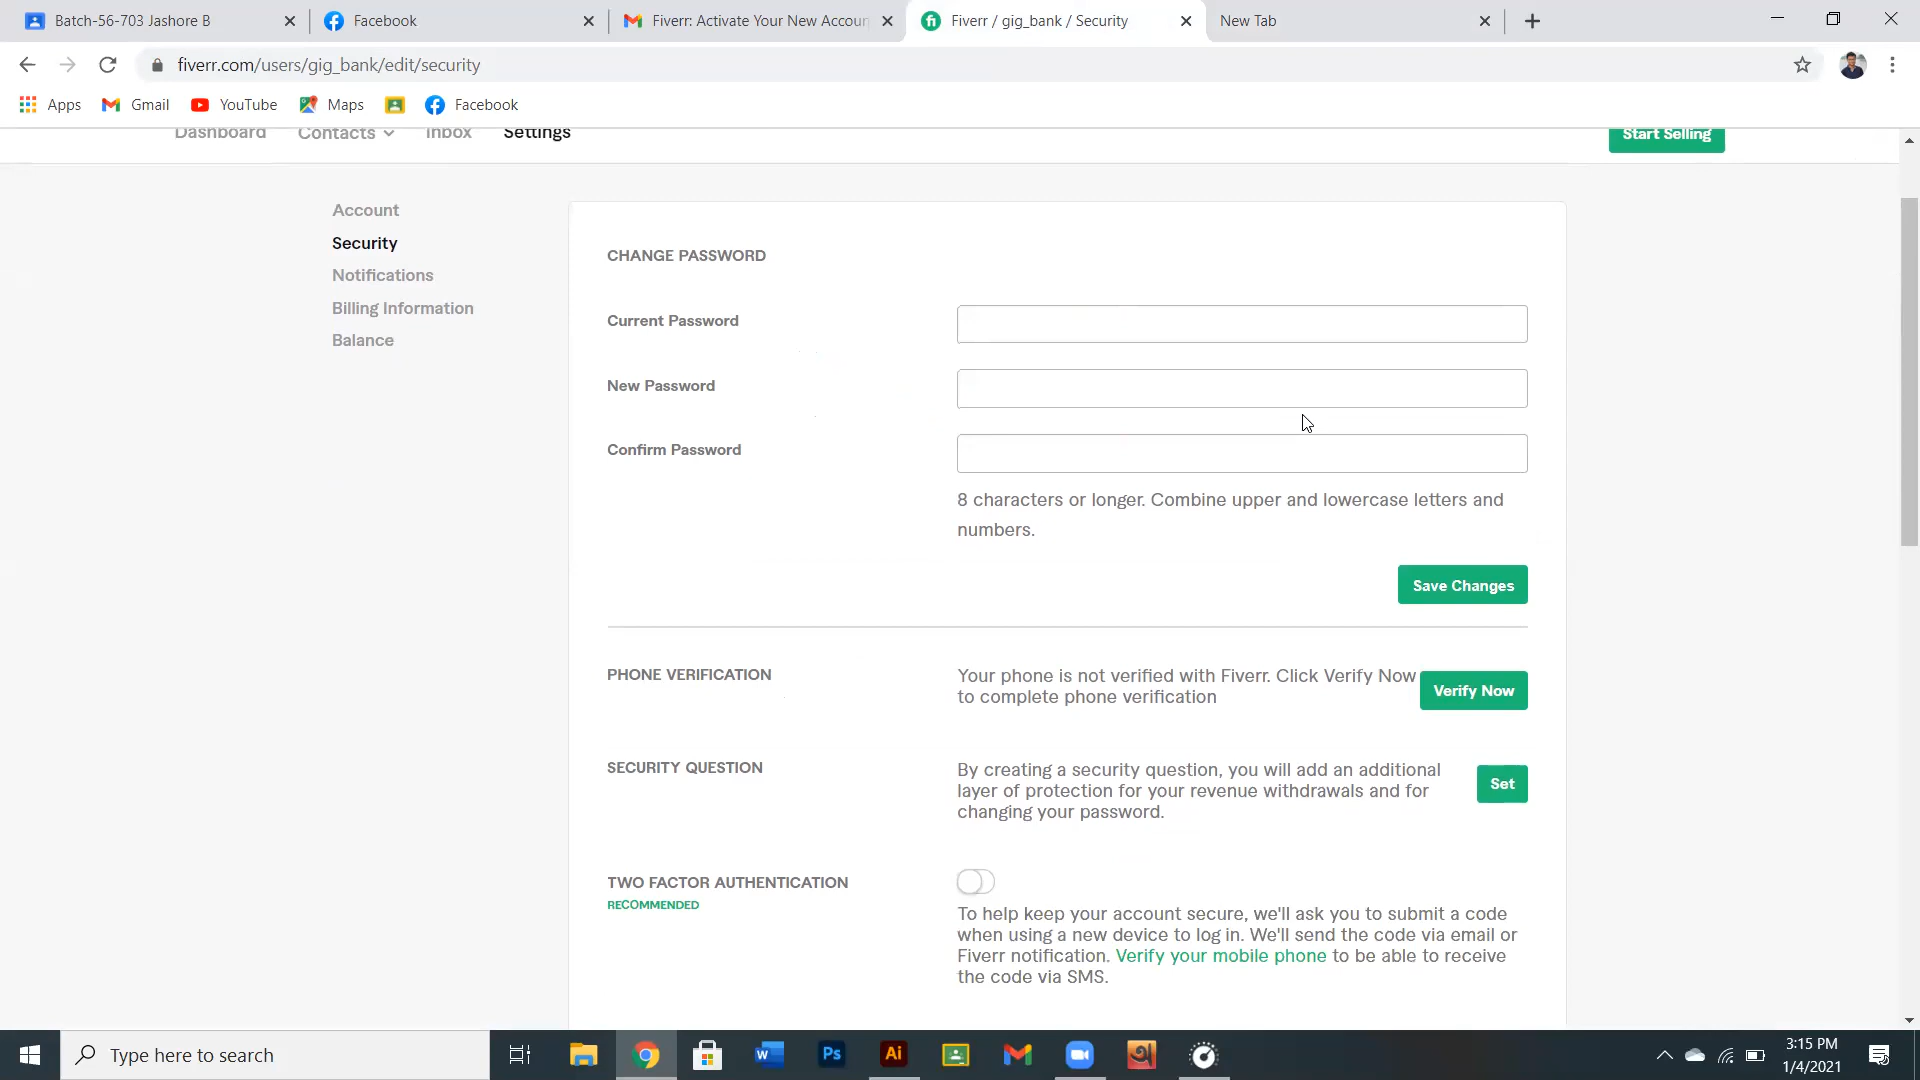 Batch-56-703 Jashore B
Facebook
Fiverr: Activate Your New Accoun
Fiverr / gig_bank / Security
New Tab
fiverr.com/users/gig_bank/edit/security
Apps
Gmail
YouTube
Maps
Facebook
Dashboard
Contacts
Inbox
Settings
Start Selling
Account
Security
Notifications
Billing Information
Balance
CHANGE PASSWORD
Current Password
New Password
Confirm Password
8 characters or longer. Combine upper and lowercase letters and
numbers.
Save Changes
PHONE VERIFICATION
Your phone is not verified with Fiverr. Click Verify Now
to complete phone verification
Verify Now
SECURITY QUESTION
By creating a security question, you will add an additional
layer of protection for your revenue withdrawals and for
changing your password.
Set
TWO FACTOR AUTHENTICATION
RECOMMENDED
To help keep your account secure, we'll ask you to submit a code
when using a new device to log in. We'll send the code via email or
Fiverr notification. Verify your mobile phone to be able to receive
the code via SMS.
Type here to search
W
Ps
Ai
3:15 PM
1/4/2021